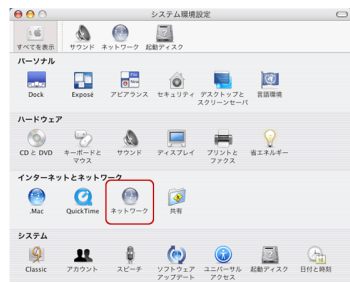 システム環境設定
すべてを表示 サウンド ネットワーク 起動ディスク
パーソナル
Dock Exposé アピアランス セキュリティ デスクトップと 言語環境
スクリーンセーバ
ハードウェア
CD と DVD キーボードと サウンド ディスプレイ プリントと 省エネルギー
マウス ファクス
インターネットとネットワーク
.Mac QuickTime ネットワーク 共有
システム
Classic アカウント スピーチ ソフトウェア ユニバーサル 起動ディスク 日付と時刻
アップデート アクセス